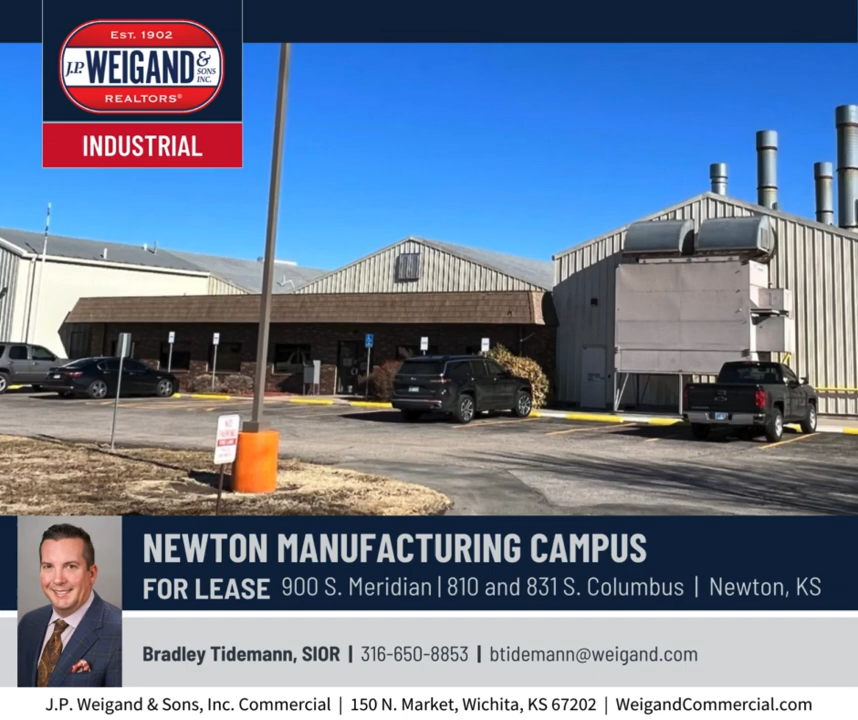 EST. 1902
J.P. WEIGAND & SONS INC.
REALTORS®
INDUSTRIAL
NO
NEWTON MANUFACTURING CAMPUS
FOR LEASE 900 S. Meridian | 810 and 831 S. Columbus | Newton, KS
Bradley Tidemann, SIOR | 316-650-8853 | btidemann@weigand.com
J.P. Weigand & Sons, Inc. Commercial | 150 N. Market, Wichita, KS 67202 | WeigandCommercial.com